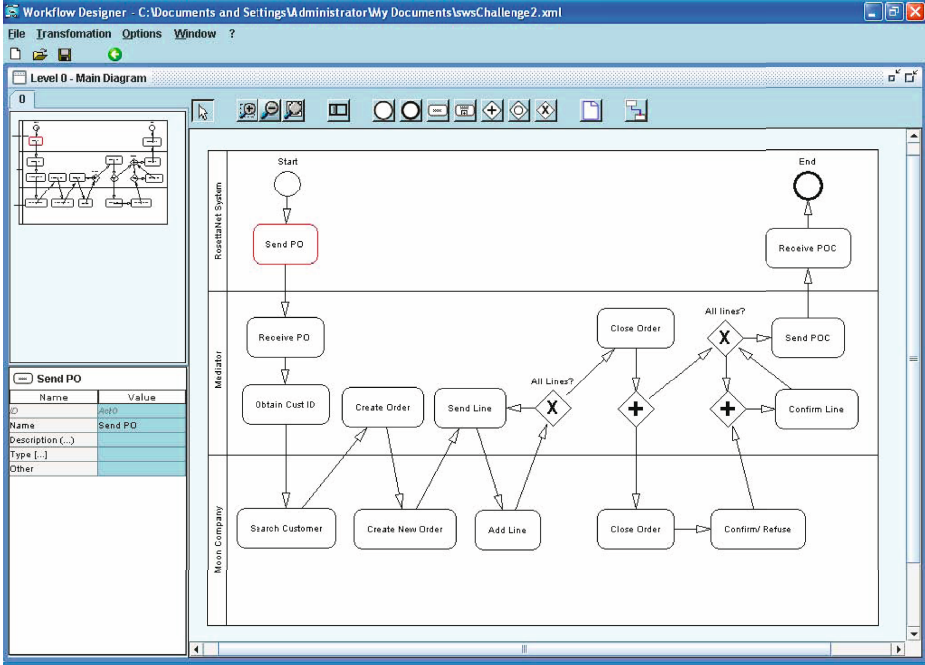 Workflow Designer - C:\Documents and Settings\Administrator\My Documents\swsChallenge2.xml
File Transfomation Options Window ?
Level 0 - Main Diagram
0
Send PO
Name Value
ID Act0
Name Send PO
Description (...)
Type [...]
Other
RosettaNet System
Start
End
Send PO
Receive POC
Mediator
Receive PO
Close Order
All lines?
X
Send POC
Obtain Cust ID
Create Order
Send Line
All Lines?
X
Confirm Line
Moon Company
Search Customer
Create New Order
Add Line
Close Order
Confirm/ Refuse